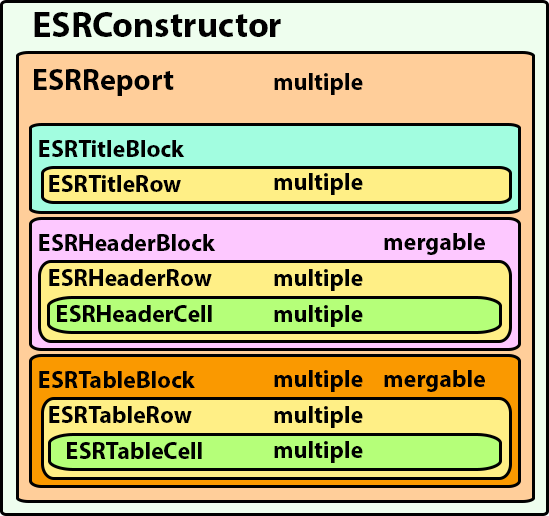 ESRConstructor
ESRReport multiple
ESRTitleBlock
ESRTitleRow multiple
ESRHeaderBlock mergable
ESRHeaderRow multiple
ESRHeaderCell multiple
ESRTableBlock multiple mergable
ESRTableRow multiple
ESRTableCell multiple